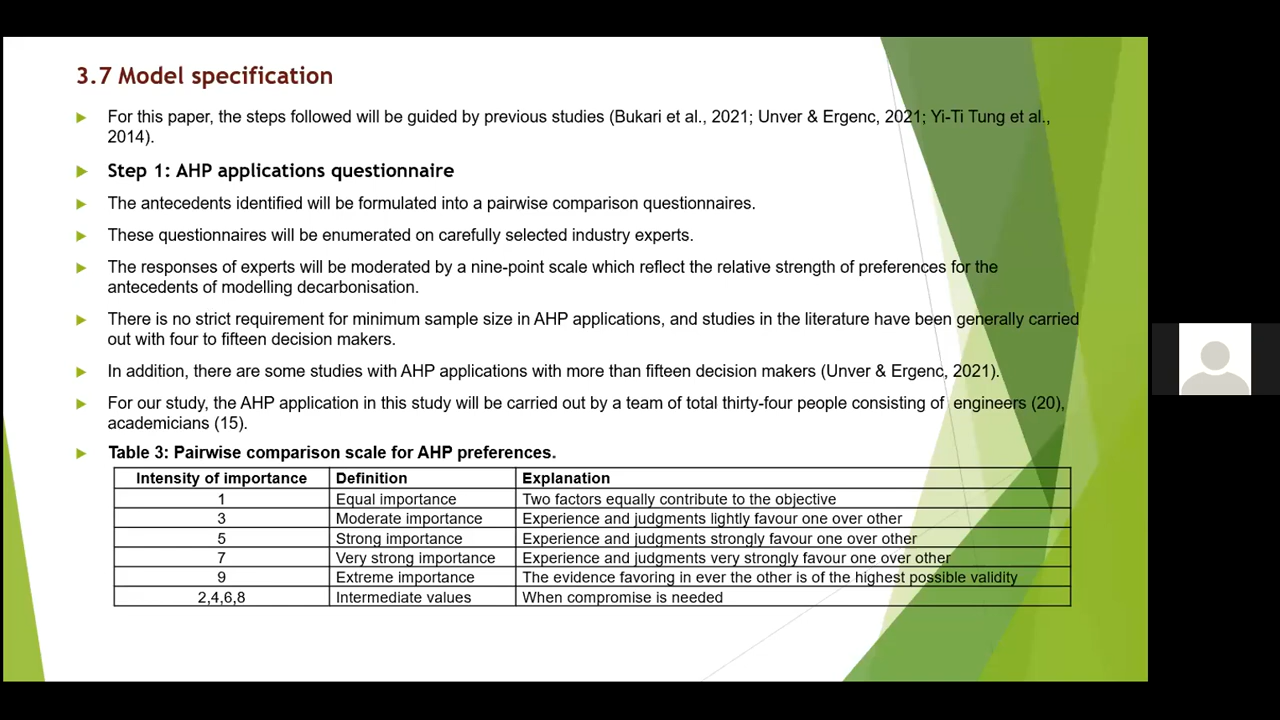 3.7 Model specification
For this paper, the steps followed will be guided by previous studies (Bukari et al., 2021; Unver & Ergenc, 2021; Yi-Ti Tung et al.,
2014).
Step 1: AHP applications questionnaire
The antecedents identified will be formulated into a pairwise comparison questionnaires.
These questionnaires will be enumerated on carefully selected industry experts.
The responses of experts will be moderated by a nine-point scale which reflect the relative strength of preferences for the
antecedents of modelling decarbonisation.
There is no strict requirement for minimum sample size in AHP applications, and studies in the literature have been generally carried
out with four to fifteen decision makers.
In addition, there are some studies with AHP applications with more than fifteen decision makers (Unver & Ergenc, 2021).
For our study, the AHP application in this study will be carried out by a team of total thirty-four people consisting of engineers (20),
academicians (15).
Table 3: Pairwise comparison scale for AHP preferences.
Intensity of importance Definition Explanation
1 Equal importance Two factors equally contribute to the objective
3 Moderate importance Experience and judgments lightly favour one over other
5 Strong importance Experience and judgments strongly favour one over other
7 Very strong importance Experience and judgments very strongly favour one over other
9 Extreme importance The evidence favoring in ever the other is of the highest possible validity
2,4,6,8 Intermediate values When compromise is needed